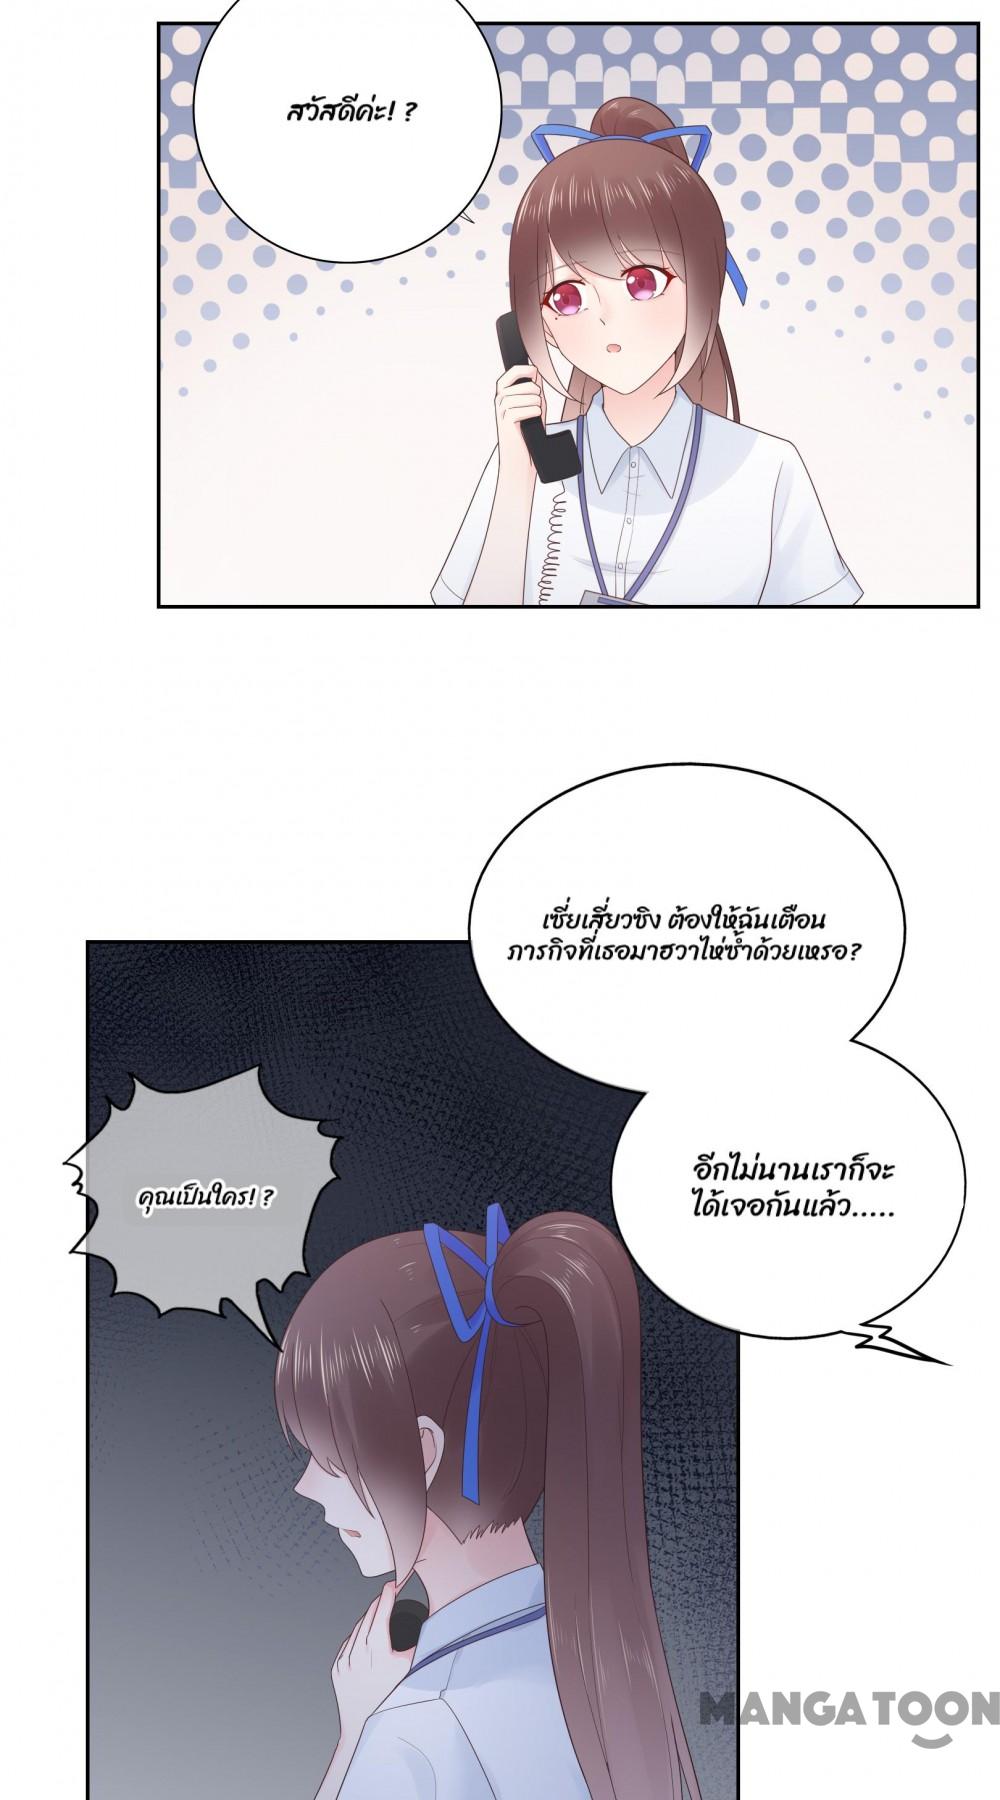 สวัสดีค่ะ! ?
เซี่ยเสี่ยวซิง ต้องให้ฉันเตือน
ภารกิจที่เธอมาฮวาไห่ซ้ำด้วยเหรอ?
อีกไม่นานเราก็จะ
ได้เจอกันแล้ว.....
คุณเป็นใคร! ?
MANGATOON